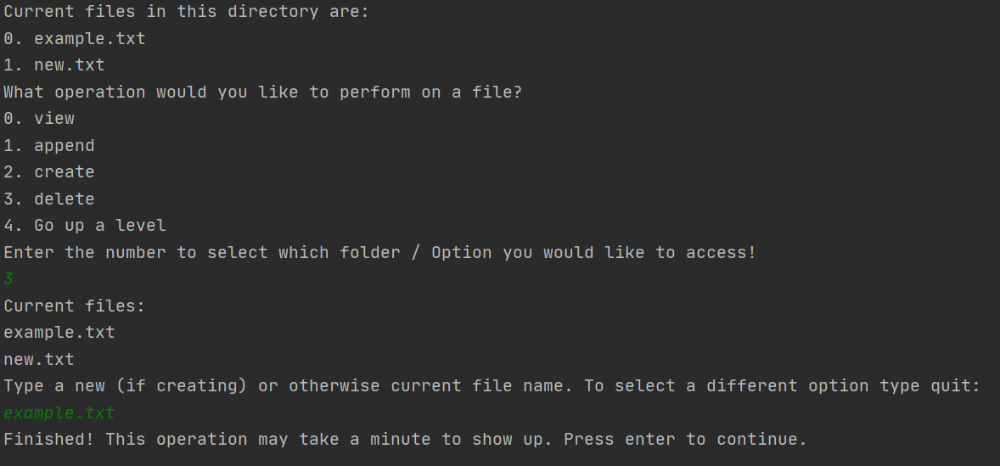 Current files in this directory are:
0. example.txt
1. new.txt
What operation would you like to perform on a file?
0. view
1. append
2. create
3. delete
4. Go up a level
Enter the number to select which folder / Option you would like to access!
3
Current files:
example.txt
new.txt
Type a new (if creating) or otherwise current file name. To select a different option type quit:
example.txt
Finished! This operation may take a minute to show up. Press enter to continue.